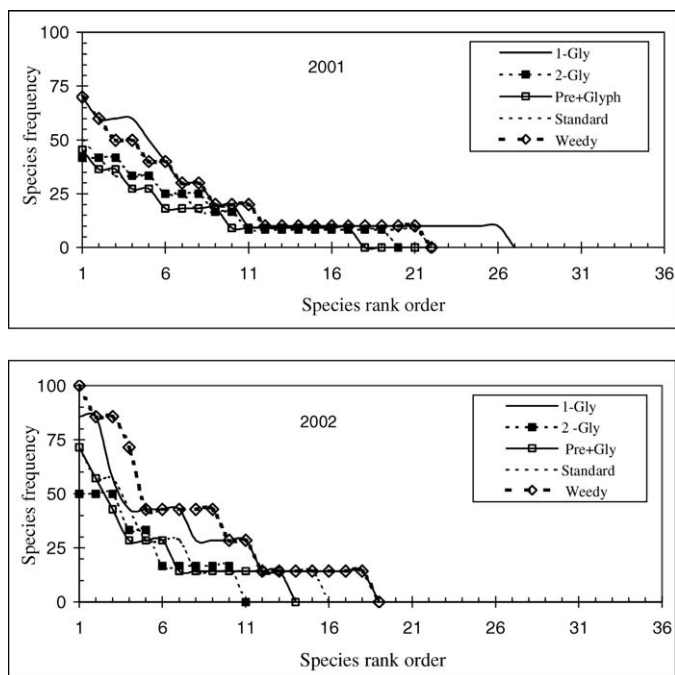 100
75
50
25
0
Species frequency
2001
1-Gly
2-Gly
Pre+Glyph
Standard
Weedy
1 6 11 16 21 26 31 36
Species rank order
100
75
50
25
0
Species frequency
2002
1-Gly
2 -Gly
Pre+Gly
Standard
Weedy
1 6 11 16 21 26 31 36
Species rank order